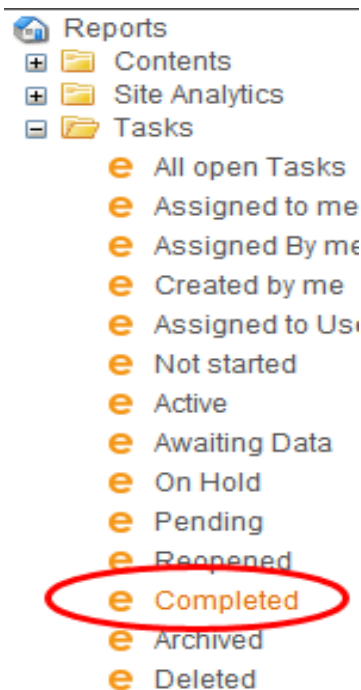 Reports
Contents
Site Analytics
Tasks
All open Tasks
Assigned to me
Assigned By me
Created by me
Assigned to Use
Not started
Active
Awaiting Data
On Hold
Pending
Reopened
Completed
Archived
Deleted